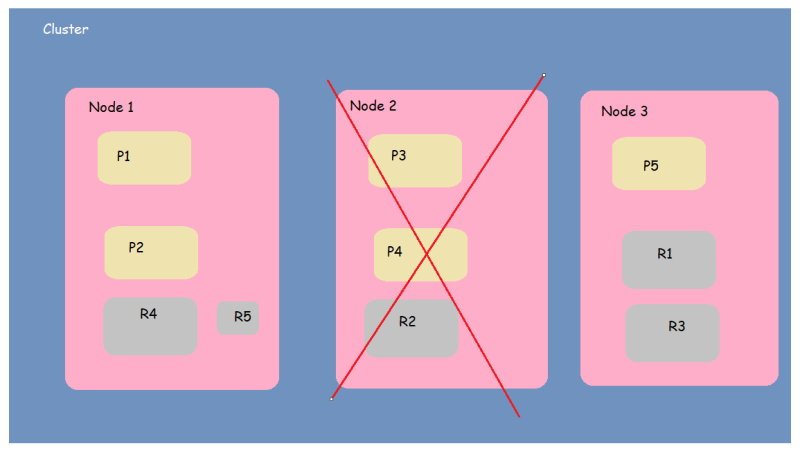 Cluster
Node 1
P1
P2
R4
R5
Node 2
P3
P4
R2
Node 3
P5
R1
R3